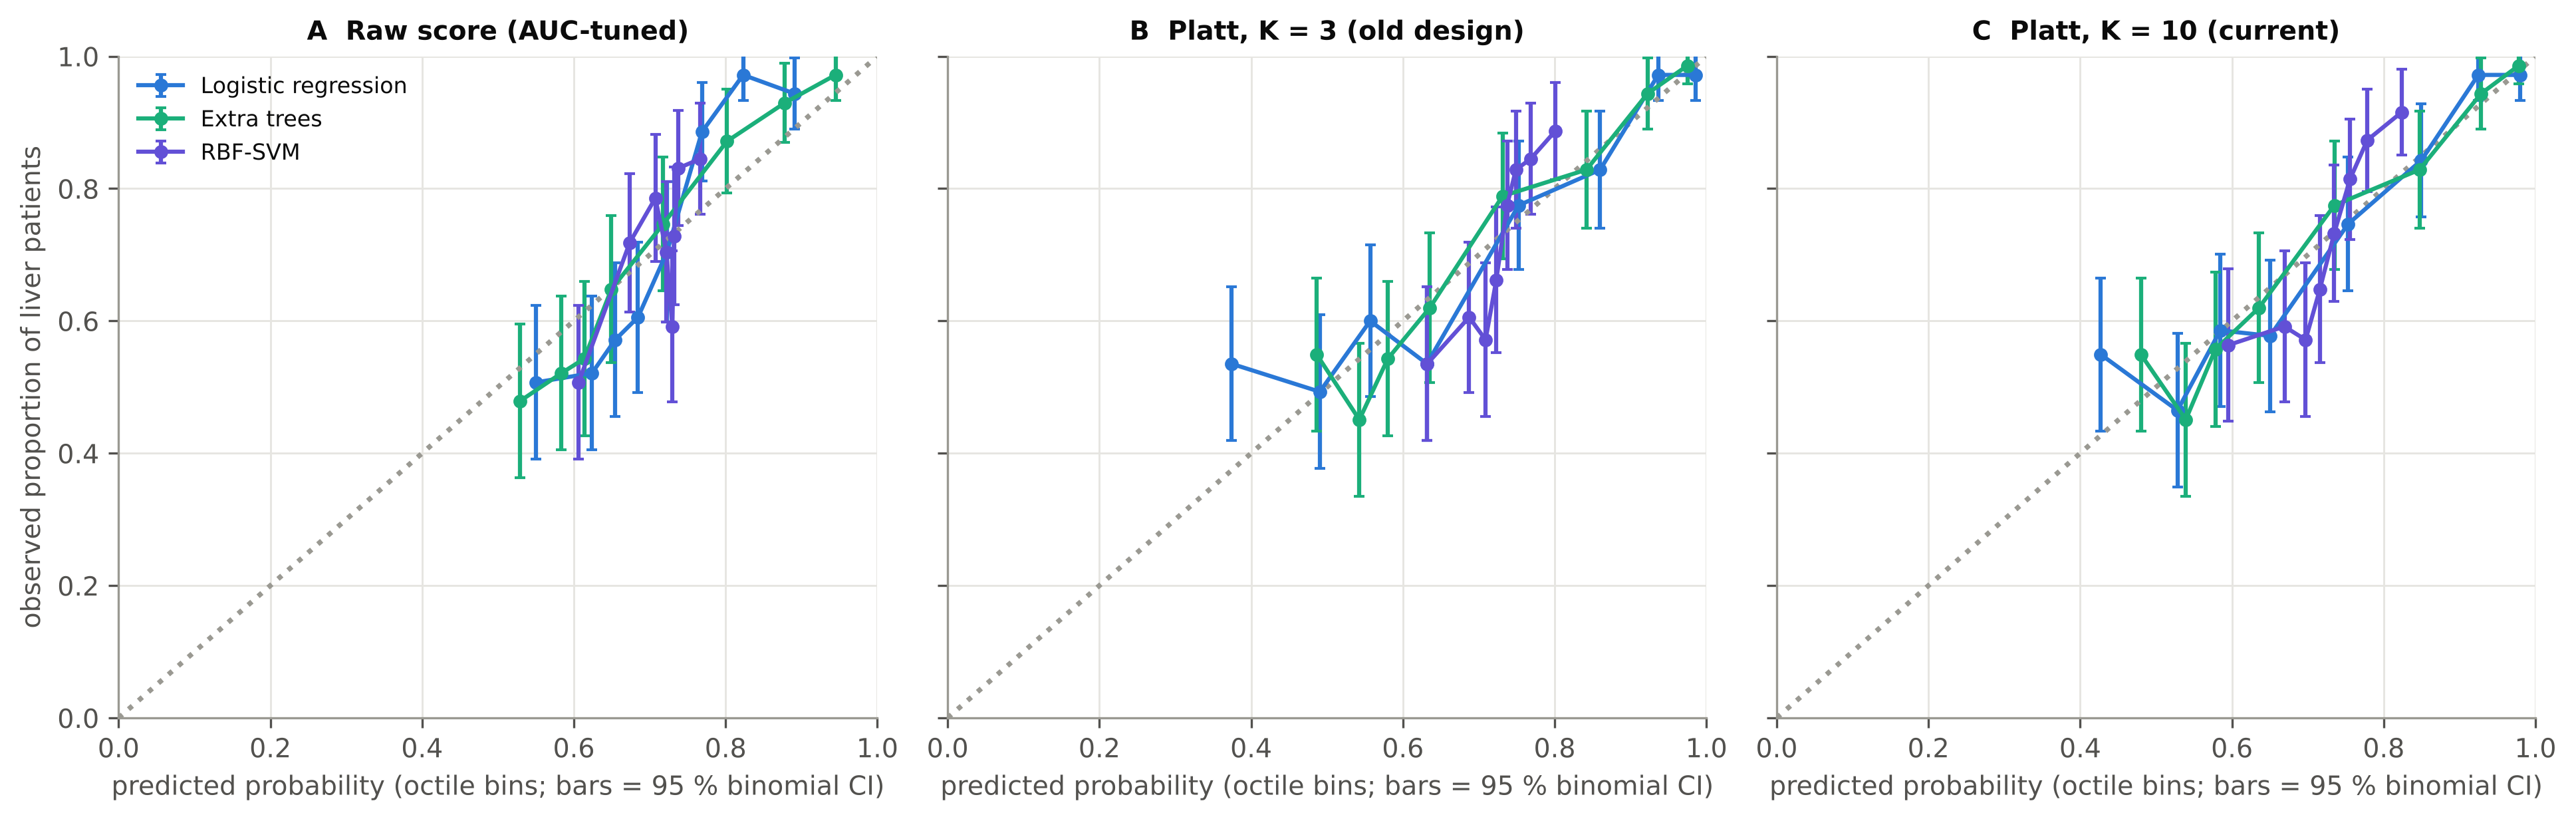 A Raw score (AUC-tuned)
B Platt, K = 3 (old design)
C Platt, K = 10 (current)
observed proportion of liver patients
1.0
0.8
0.6
0.4
0.2
0.0
Logistic regression
Extra trees
RBF-SVM
0.0 0.2 0.4 0.6 0.8 1.0
0.0 0.2 0.4 0.6 0.8 1.0
0.0 0.2 0.4 0.6 0.8 1.0
predicted probability (octile bins; bars = 95 % binomial CI)
predicted probability (octile bins; bars = 95 % binomial CI)
predicted probability (octile bins; bars = 95 % binomial CI)